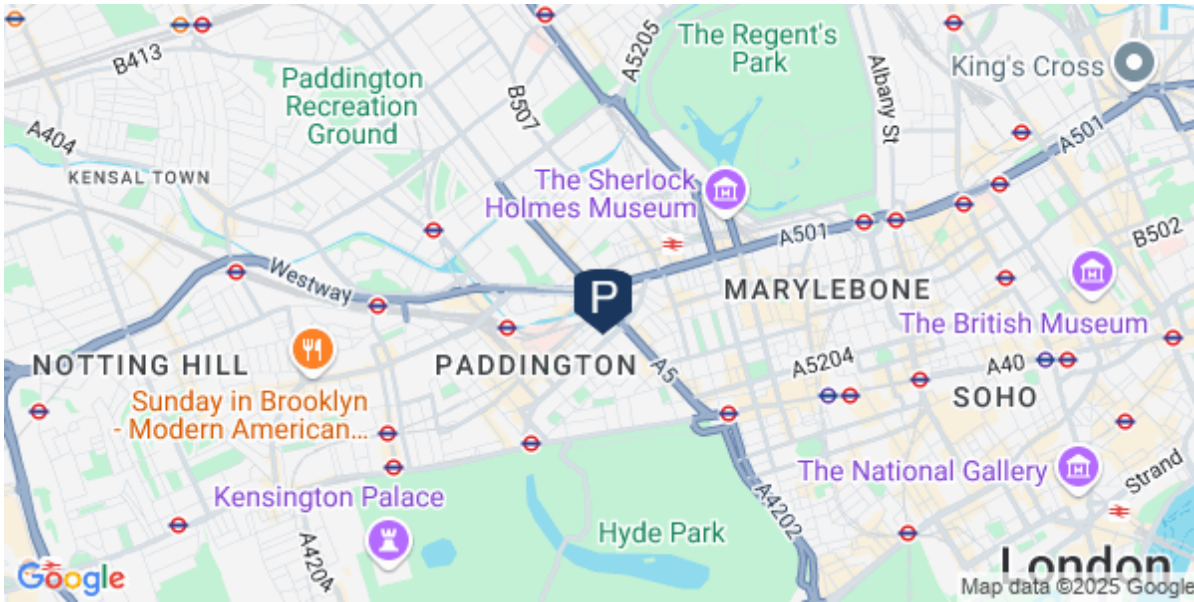 B413
A5205
The Regent's
Park
Albany St
King's Cross
Paddington
Recreation
Ground
B507
A501
A404
KENSAL TOWN
The Sherlock
Holmes Museum
A501
B502
Westway
P
MARYLEBONE
The British Museum
NOTTING HILL
PADDINGTON
A5
A5204
A40
SOHO
Sunday in Brooklyn
- Modern American...
Kensington Palace
A4202
The National Gallery
Strand
Hyde Park
A4204
London
Google
Map data ©2025 Google